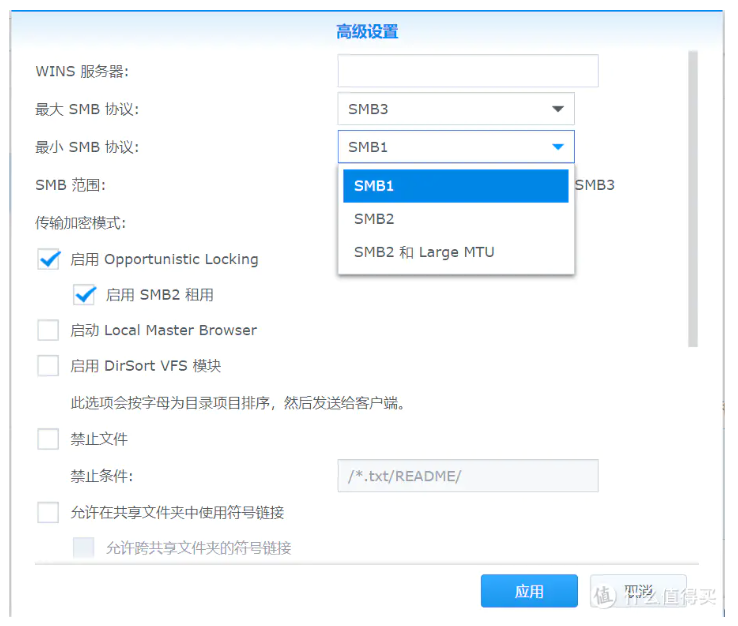 高级设置
WINS 服务器:
最大 SMB 协议: SMB3
最小 SMB 协议: SMB1
SMB 范围: SMB3
SMB1
SMB2
SMB2 和 Large MTU
传输加密模式:
启用 Opportunistic Locking
启用 SMB2 租用
启动 Local Master Browser
启用 DirSort VFS 模块
此选项会按字母为目录项目排序，然后发送给客户端。
禁止文件
禁止条件: /*.txt/README/
允许在共享文件夹中使用符号链接
允许跨共享文件夹的符号链接
应用 取消
值 什么值得买